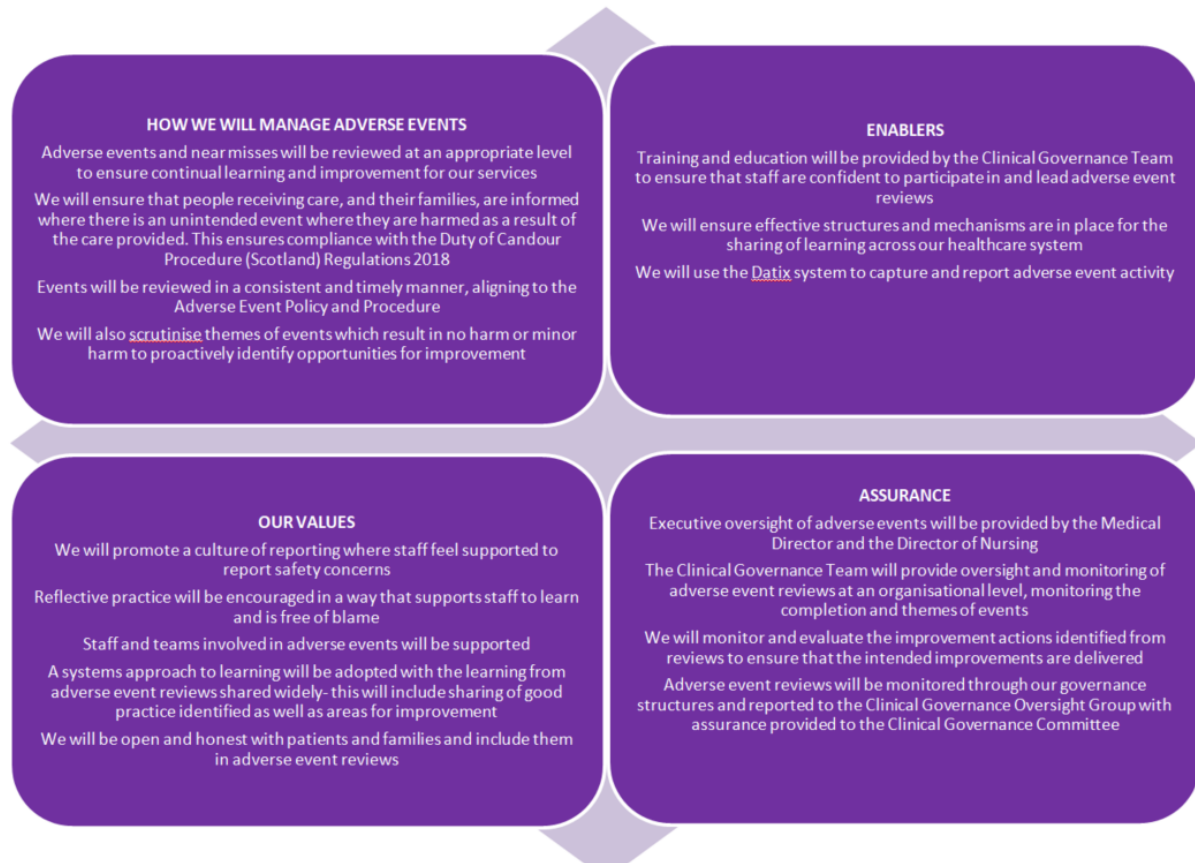 HOW WE WILL MANAGE ADVERSE EVENTS
Adverse events and near misses will be reviewed at an appropriate level
to ensure continual learning and improvement for our services
We will ensure that people receiving care, and their families, are informed
where there is an unintended event where they are harmed as a result of
the care provided. This ensures compliance with the Duty of Candour
Procedure (Scotland) Regulations 2018
Events will be reviewed in a consistent and timely manner, aligning to the
Adverse Event Policy and Procedure
We will also scrutinise themes of events which result in no harm or minor
harm to proactively identify opportunities for improvement
ENABLERS
Training and education will be provided by the Clinical Governance Team
to ensure that staff are confident to participate in and lead adverse event
reviews
We will ensure effective structures and mechanisms are in place for the
sharing of learning across our healthcare system
We will use the Datix system to capture and report adverse event activity
OUR VALUES
We will promote a culture of reporting where staff feel supported to
report safety concerns
Reflective practice will be encouraged in a way that supports staff to learn
and is free of blame
Staff and teams involved in adverse events will be supported
A systems approach to learning will be adopted with the learning from
adverse event reviews shared widely- this will include sharing of good
practice identified as well as areas for improvement
We will be open and honest with patients and families and include them
in adverse event reviews
ASSURANCE
Executive oversight of adverse events will be provided by the Medical
Director and the Director of Nursing
The Clinical Governance Team will provide oversight and monitoring of
adverse event reviews at an organisational level, monitoring the
completion and themes of events
We will monitor and evaluate the improvement actions identified from
reviews to ensure that the intended improvements are delivered
Adverse event reviews will be monitored through our governance
structures and reported to the Clinical Governance Oversight Group with
assurance provided to the Clinical Governance Committee